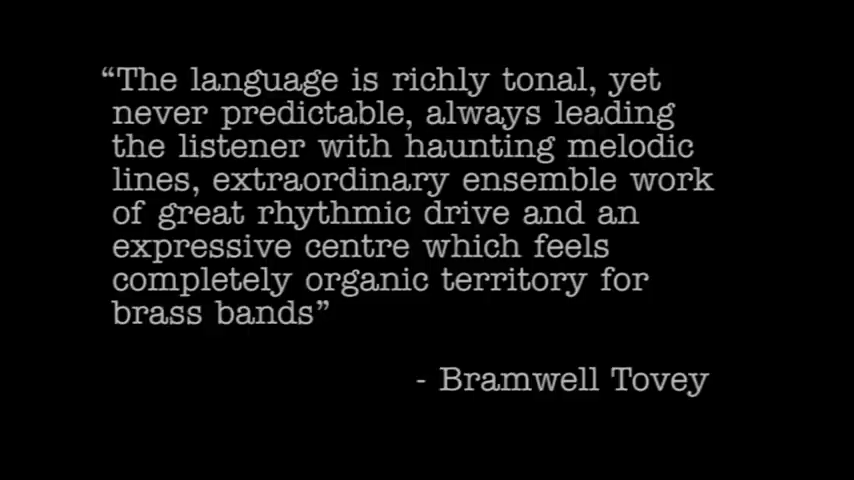 “The language is richly tonal, yet
never predictable, always leading
the listener with haunting melodic
lines, extraordinary ensemble work
of great rhythmic drive and an
expressive centre which feels
completely organic territory for
brass bands”
- Bramwell Tovey